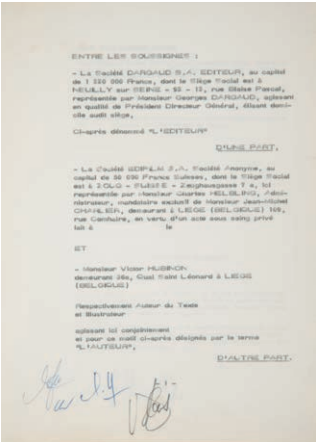 ENTRE LES SOUSSIGNES :
- La Société DARGAUD S.A. EDITEUR, au capital
de 1 000 Francs, dont le Siège Social est à
NEUILLY sur SEINE - 92 - 12, rue Blaise Pascal,
représentée par Monsieur Georges DARGAUD, agissant
en qualité de Président Directeur Général, élisant domi-
cile audit siège,
Ci-après dénommé "L'EDITEUR"
D'UNE PART,
- La Société S.A. Société Anonyme, au
capital de 50 000 Francs Suisses, dont le Siège Social
est à ZOUG - SUISSE - Zeughausgasse 7 a, ici
représentée par Monsieur Charles HELBLING, Admi-
nistrateur, mandataire exclusif de Monsieur Jean-Michel
CHARLIER, demeurant à LIEGE (BELGIQUE)
rue en vertu d'un acte sous seing privé
fait à le
ET
- Monsieur Victor HUBINON
demeurant Quai Saint Léonard à LIEGE
(BELGIQUE)
Respectivement Auteur du Texte
et Illustrateur
agissant ici conjointement
et pour ce motif ci-après désignés par le terme
"L'AUTEUR",
D'AUTRE PART.